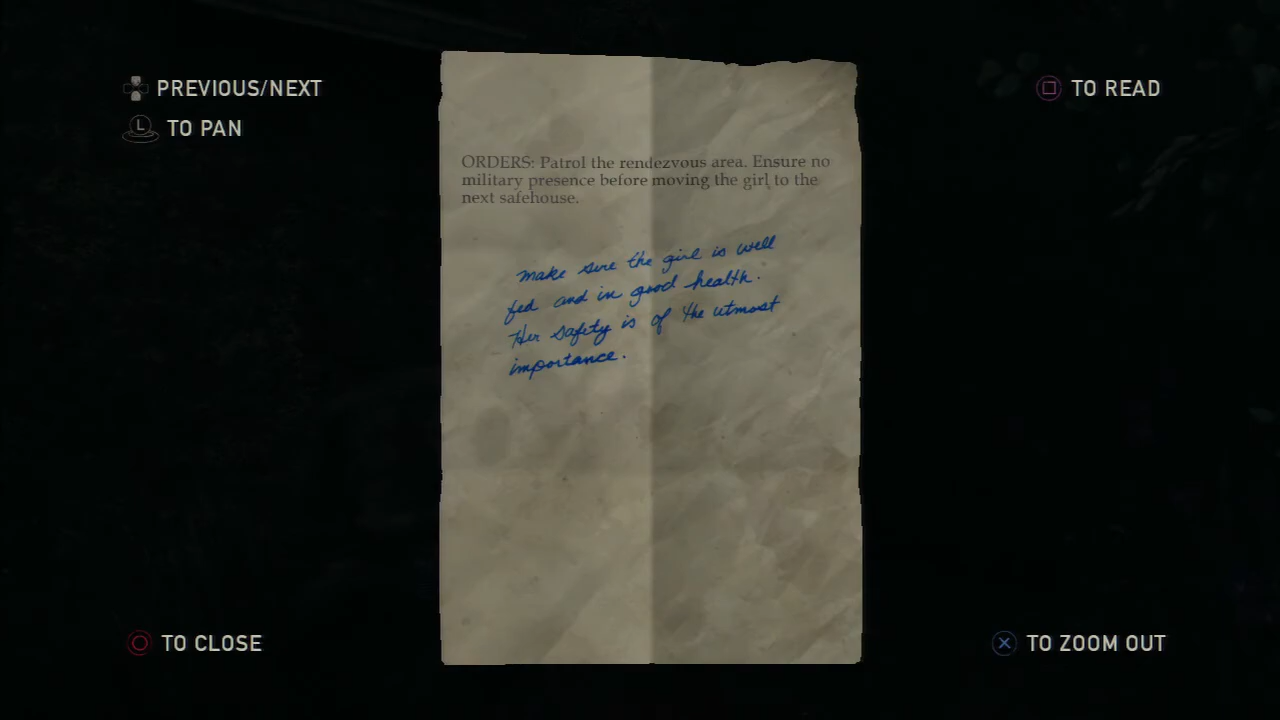 PREVIOUS/NEXT
L TO PAN
TO READ
ORDERS: Patrol the rendezvous area. Ensure no
military presence before moving the girl to the
next safehouse.
make sure the girl is well
fed and in good health.
Her safety is of the utmost
importance.
TO CLOSE
TO ZOOM OUT